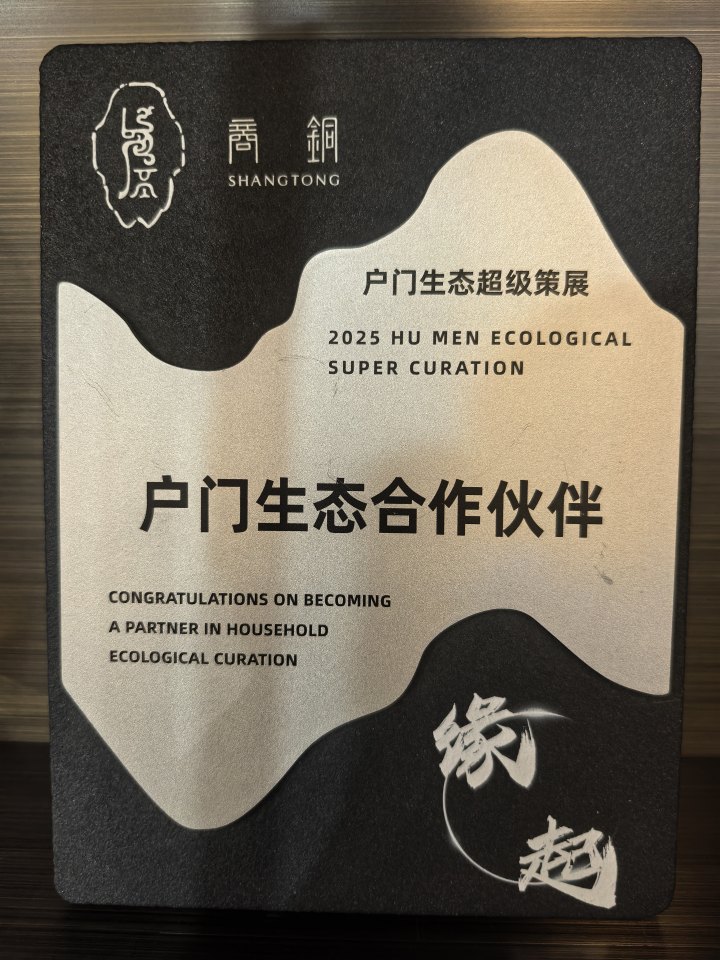 商 銅
SHANGTONG
户门生态超级策展
2025 HU MEN ECOLOGICAL
SUPER CURATION
户门生态合作伙伴
CONGRATULATIONS ON BECOMING
A PARTNER IN HOUSEHOLD
ECOLOGICAL CURATION
缘
起